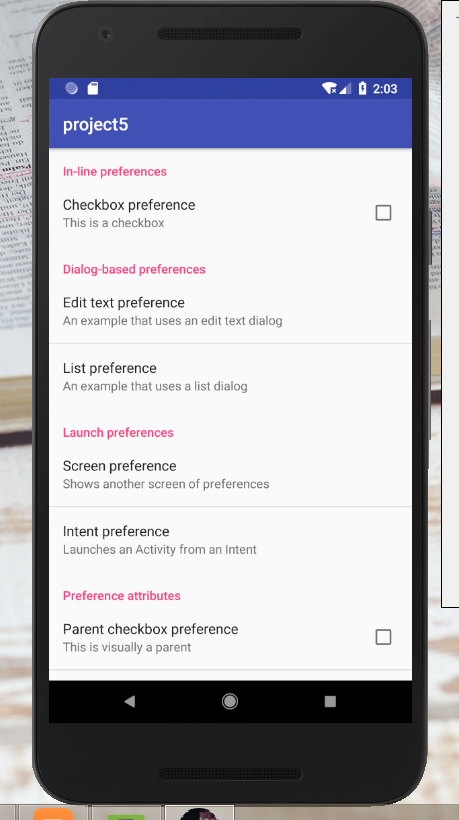 2:03
project5
In-line preferences
Checkbox preference
This is a checkbox
Dialog-based preferences
Edit text preference
An example that uses an edit text dialog
List preference
An example that uses a list dialog
Launch preferences
Screen preference
Shows another screen of preferences
Intent preference
Launches an Activity from an Intent
Preference attributes
Parent checkbox preference
This is visually a parent